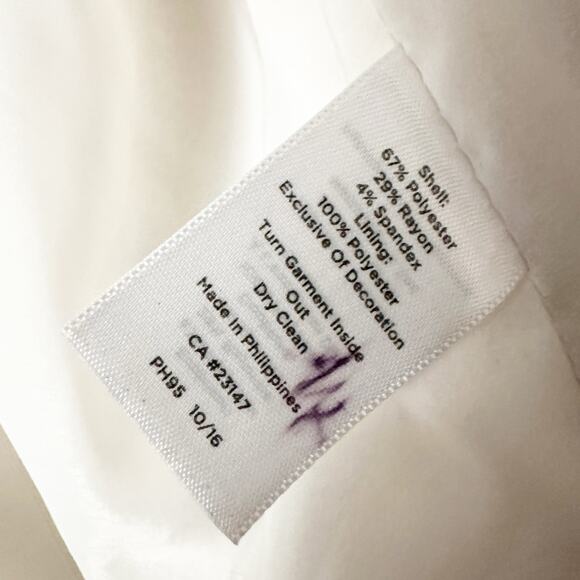 Shell:
67% Polyester
29% Rayon
4% Spandex
Lining:
100% Polyester
Exclusive Of Decoration
Turn Garment Inside
Out
Dry Clean
Made In Philippines
CA #23147
PH95 10/16